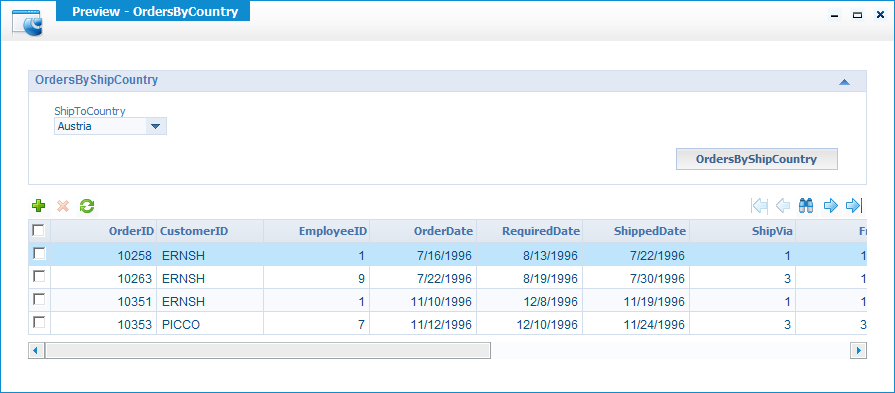 Preview - OrdersByCountry
OrdersByShipCountry
ShipToCountry
Austria
OrdersByShipCountry
OrderID CustomerID EmployeeID OrderDate RequiredDate ShippedDate ShipVia Fr
10258 ERNSH 1 7/16/1996 8/13/1996 7/22/1996 1 1
10263 ERNSH 9 7/22/1996 8/19/1996 7/30/1996 3 1
10351 ERNSH 1 11/10/1996 12/8/1996 11/19/1996 1 1
10353 PICCO 7 11/12/1996 12/10/1996 11/24/1996 3 3